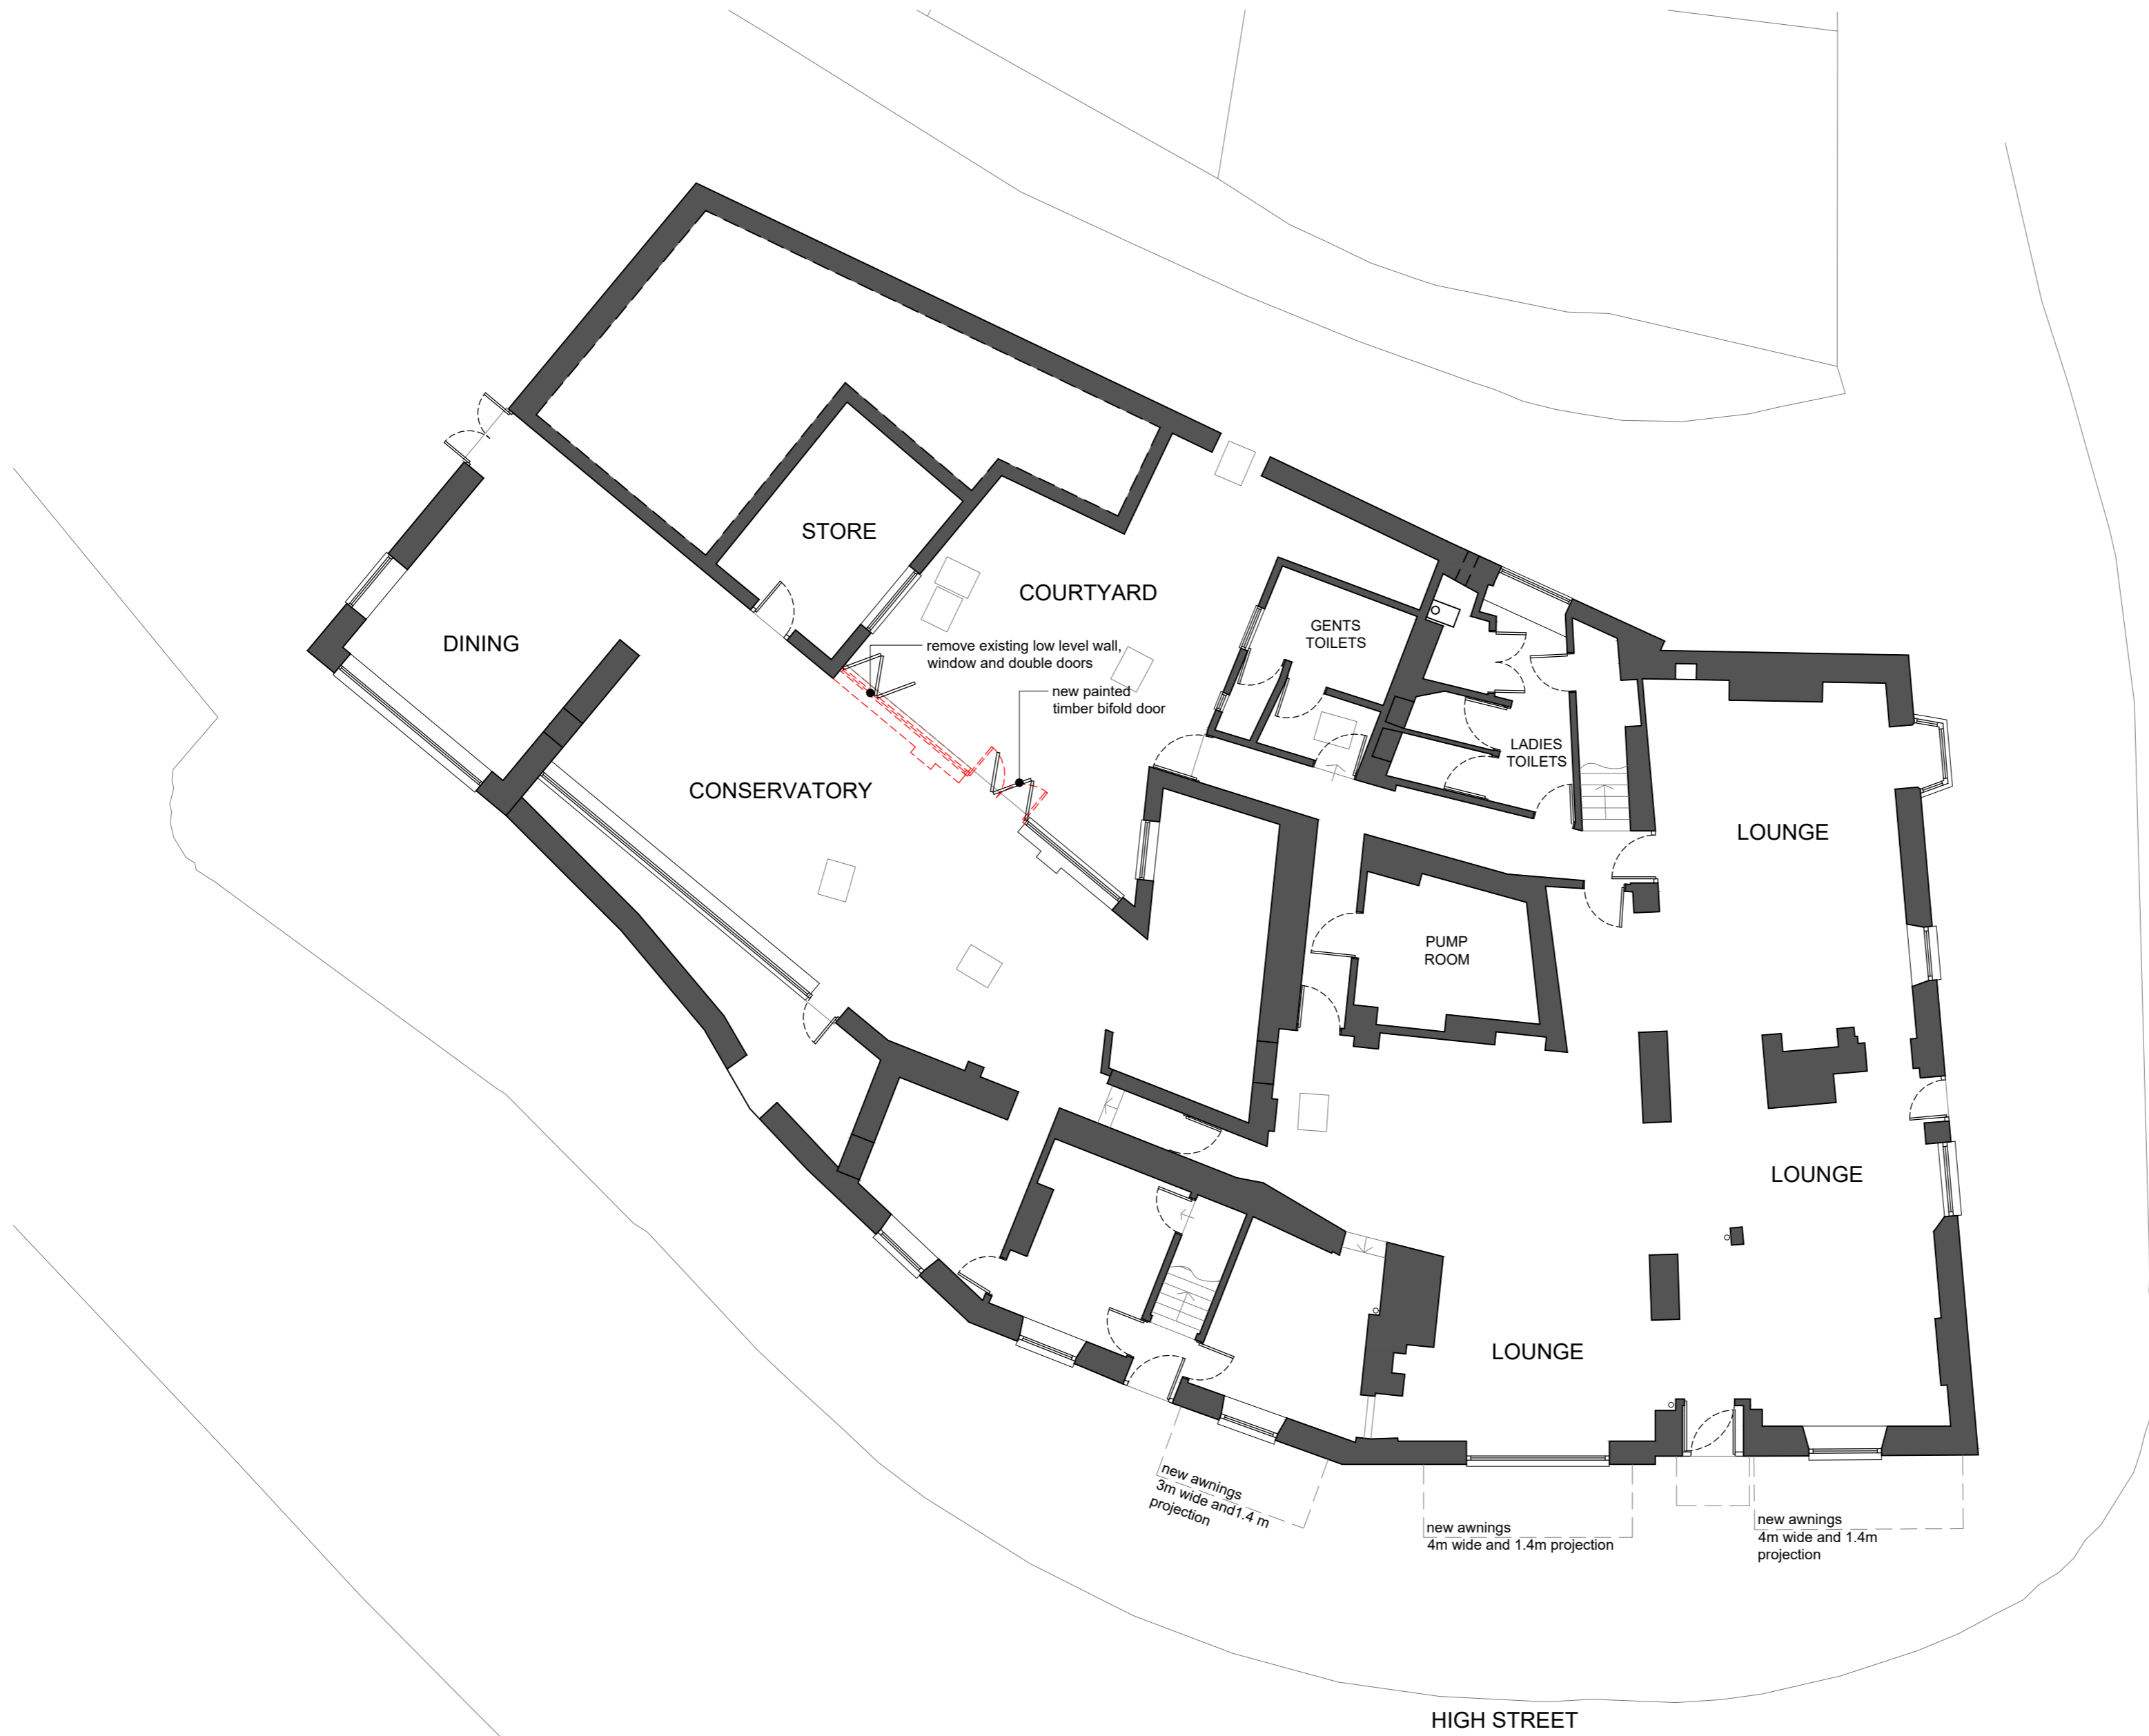 STORE
COURTYARD
DINING
remove existing low level wall,
window and double doors
new painted
timber bifold door
GENTS
TOILETS
LADIES
TOILETS
CONSERVATORY
LOUNGE
PUMP
ROOM
LOUNGE
LOUNGE
new awnings
3m wide and1.4 m
projection
new awnings
4m wide and 1.4m projection
new awnings
4m wide and 1.4m
projection
HIGH STREET